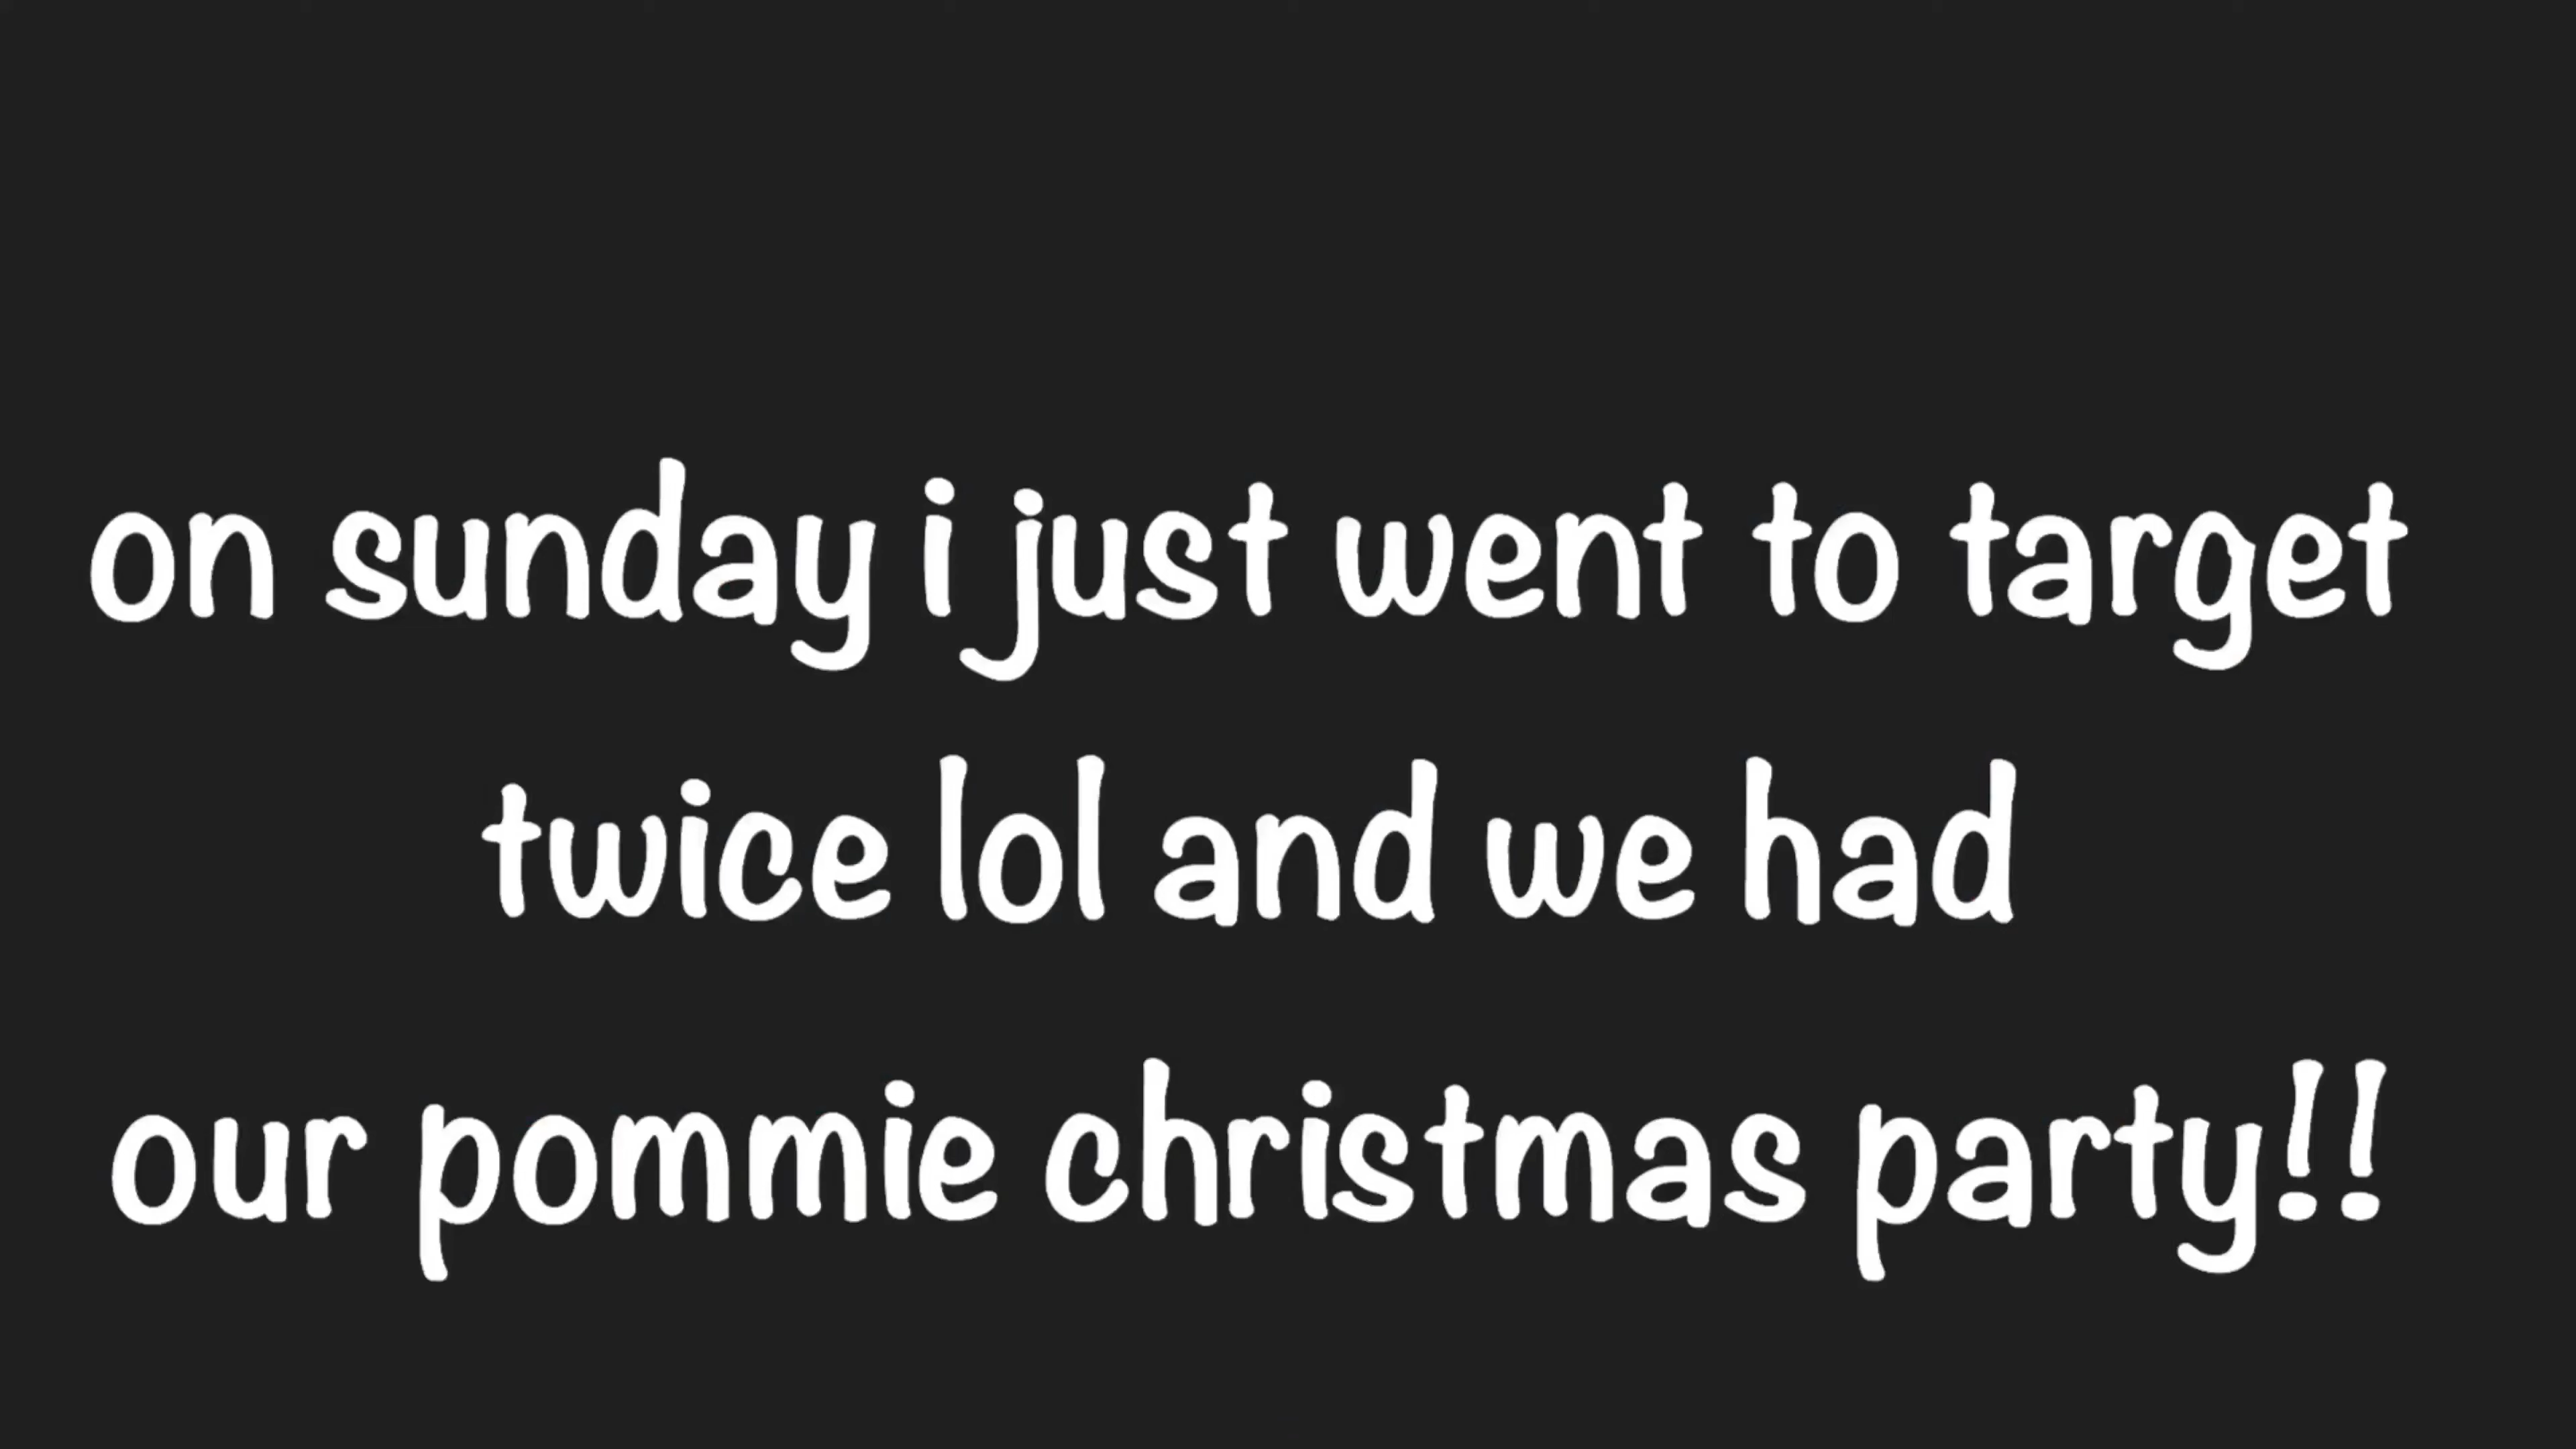 on sunday i just went to target
twice lol and we had
our pommie christmas party!!